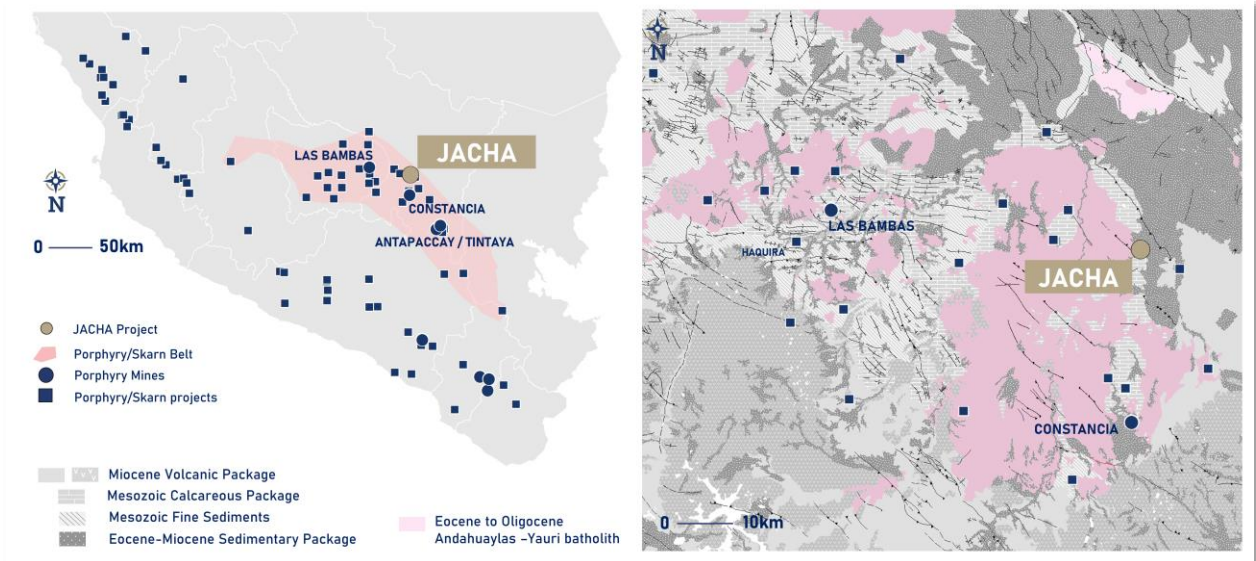 LAS BAMBAS
JACHA
CONSTANCIA
ANTAPACCAY / TINTAYA
N
0 50km
JACHA Project
Porphyry/Skarn Belt
Porphyry Mines
Porphyry/Skarn projects
Miocene Volcanic Package
Mesozoic Calcareous Package
Mesozoic Fine Sediments
Eocene-Miocene Sedimentary Package
Eocene to Oligocene
Andahuaylas -Yauri batholith
N
LAS BAMBAS
HAQUIRA
JACHA
CONSTANCIA
0 10km